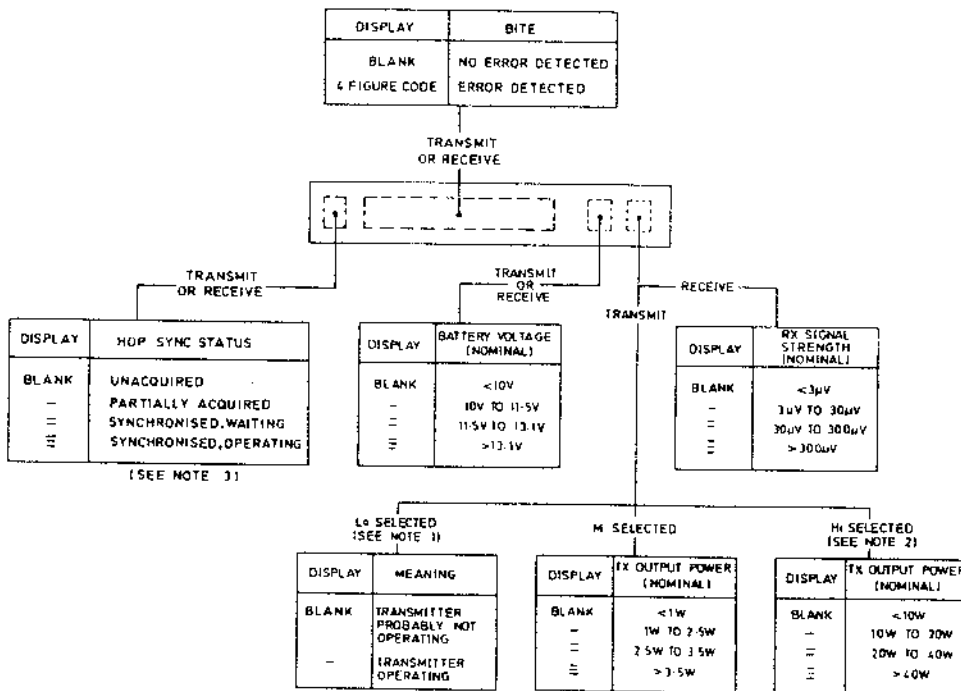 DISPLAY BITE
BLANK NO ERROR DETECTED
4 FIGURE CODE ERROR DETECTED
TRANSMIT
OR RECEIVE
TRANSMIT
OR RECEIVE
DISPLAY HOP SYNC STATUS
BLANK UNACQUIRED
– PARTIALLY ACQUIRED
= SYNCHRONISED,WAITING
≡ SYNCHRONISED,OPERATING
(SEE NOTE 3)
TRANSMIT
OR
RECEIVE
DISPLAY BATTERY VOLTAGE
(NOMINAL)
BLANK <10V
– 10V TO 11·5V
= 11·5V TO 13·1V
≡ >13·1V
TRANSMIT
RECEIVE
DISPLAY RX SIGNAL
STRENGTH
(NOMINAL)
BLANK <3µV
– 3µV TO 30µV
= 30µV TO 300µV
≡ >300µV
Lo SELECTED
(SEE NOTE 1)
DISPLAY MEANING
BLANK TRANSMITTER
PROBABLY NOT
OPERATING
– TRANSMITTER
OPERATING
M SELECTED
DISPLAY TX OUTPUT POWER
(NOMINAL)
BLANK <1W
– 1W TO 2·5W
= 2·5W TO 3·5W
≡ >3·5W
Hi SELECTED
(SEE NOTE 2)
DISPLAY TX OUTPUT POWER
(NOMINAL)
BLANK <10W
– 10W TO 20W
= 20W TO 40W
≡ >40W